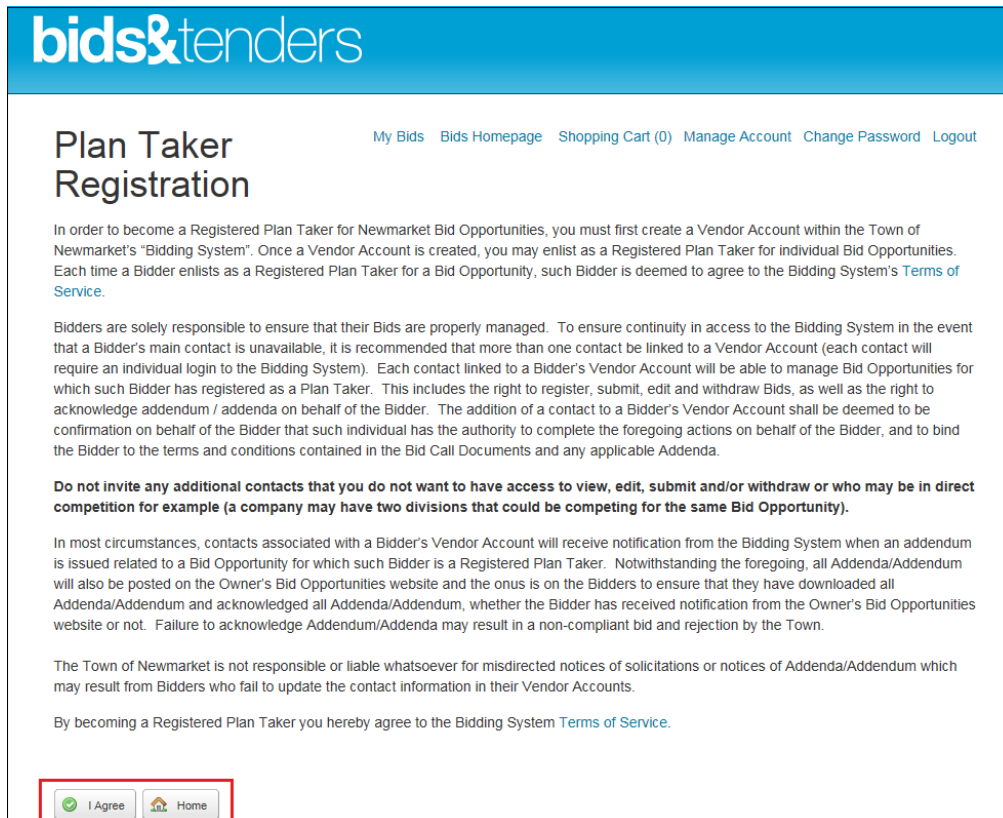 bids&tenders
Plan Taker
Registration
My Bids Bids Homepage Shopping Cart (0) Manage Account Change Password Logout
In order to become a Registered Plan Taker for Newmarket Bid Opportunities, you must first create a Vendor Account within the Town of
Newmarket's “Bidding System”. Once a Vendor Account is created, you may enlist as a Registered Plan Taker for individual Bid Opportunities.
Each time a Bidder enlists as a Registered Plan Taker for a Bid Opportunity, such Bidder is deemed to agree to the Bidding System's Terms of
Service.
Bidders are solely responsible to ensure that their Bids are properly managed. To ensure continuity in access to the Bidding System in the event
that a Bidder's main contact is unavailable, it is recommended that more than one contact be linked to a Vendor Account (each contact will
require an individual login to the Bidding System). Each contact linked to a Bidder's Vendor Account will be able to manage Bid Opportunities for
which such Bidder has registered as a Plan Taker. This includes the right to register, submit, edit and withdraw Bids, as well as the right to
acknowledge addendum / addenda on behalf of the Bidder. The addition of a contact to a Bidder's Vendor Account shall be deemed to be
confirmation on behalf of the Bidder that such individual has the authority to complete the foregoing actions on behalf of the Bidder, and to bind
the Bidder to the terms and conditions contained in the Bid Call Documents and any applicable Addenda.
Do not invite any additional contacts that you do not want to have access to view, edit, submit and/or withdraw or who may be in direct
competition for example (a company may have two divisions that could be competing for the same Bid Opportunity).
In most circumstances, contacts associated with a Bidder's Vendor Account will receive notification from the Bidding System when an addendum
is issued related to a Bid Opportunity for which such Bidder is a Registered Plan Taker. Notwithstanding the foregoing, all Addenda/Addendum
will also be posted on the Owner's Bid Opportunities website and the onus is on the Bidders to ensure that they have downloaded all
Addenda/Addendum and acknowledged all Addenda/Addendum, whether the Bidder has received notification from the Owner's Bid Opportunities
website or not. Failure to acknowledge Addendum/Addenda may result in a non-compliant bid and rejection by the Town.
The Town of Newmarket is not responsible or liable whatsoever for misdirected notices of solicitations or notices of Addenda/Addendum which
may result from Bidders who fail to update the contact information in their Vendor Accounts.
By becoming a Registered Plan Taker you hereby agree to the Bidding System Terms of Service.
I Agree Home